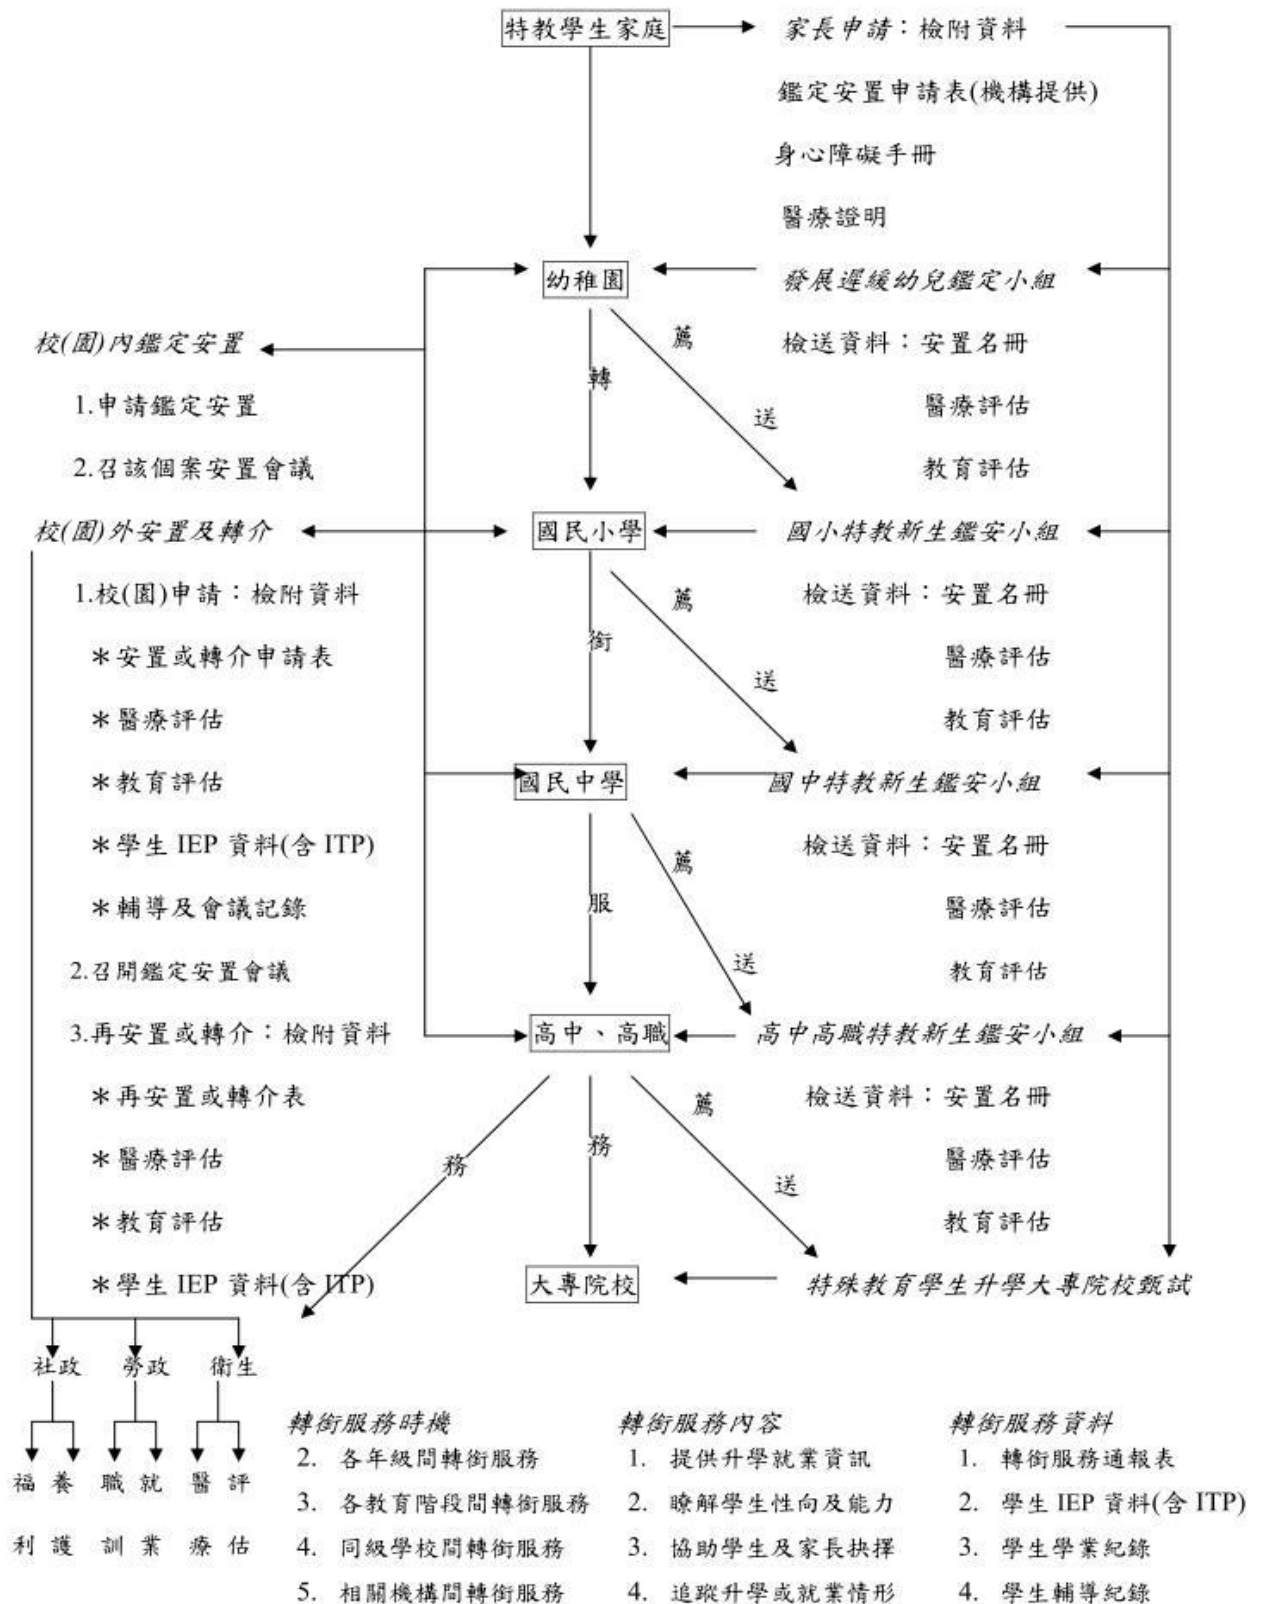 特教學生家庭
家長申請：檢附資料
鑑定安置申請表(機構提供)
身心障礙手冊
醫療證明
幼稚園
發展遲緩幼兒鑑定小組
校(園)內鑑定安置
薦
檢送資料：安置名冊
轉
1.申請鑑定安置
送
醫療評估
2.召該個案安置會議
教育評估
校(園)外安置及轉介
國民小學
國小特教新生鑑安小組
1.校(園)申請：檢附資料
薦
檢送資料：安置名冊
銜
＊安置或轉介申請表
送
醫療評估
＊醫療評估
教育評估
＊教育評估
國民中學
國中特教新生鑑安小組
＊學生 IEP 資料(含 ITP)
薦
檢送資料：安置名冊
＊輔導及會議記錄
服
醫療評估
2.召開鑑定安置會議
送
教育評估
3.再安置或轉介：檢附資料
高中、高職
高中高職特教新生鑑安小組
＊再安置或轉介表
薦
檢送資料：安置名冊
＊醫療評估
務
務
送
醫療評估
＊教育評估
教育評估
＊學生 IEP 資料(含 ITP)
大專院校
特殊教育學生升學大專院校甄試
社政 勞政 衛生
福 養 職 就 醫 評
利 護 訓 業 療 估
轉銜服務時機
2. 各年級間轉銜服務
3. 各教育階段間轉銜服務
4. 同級學校間轉銜服務
5. 相關機構間轉銜服務
轉銜服務內容
1. 提供升學就業資訊
2. 瞭解學生性向及能力
3. 協助學生及家長抉擇
4. 追蹤升學或就業情形
轉銜服務資料
1. 轉銜服務通報表
2. 學生 IEP 資料(含 ITP)
3. 學生學業紀錄
4. 學生輔導紀錄